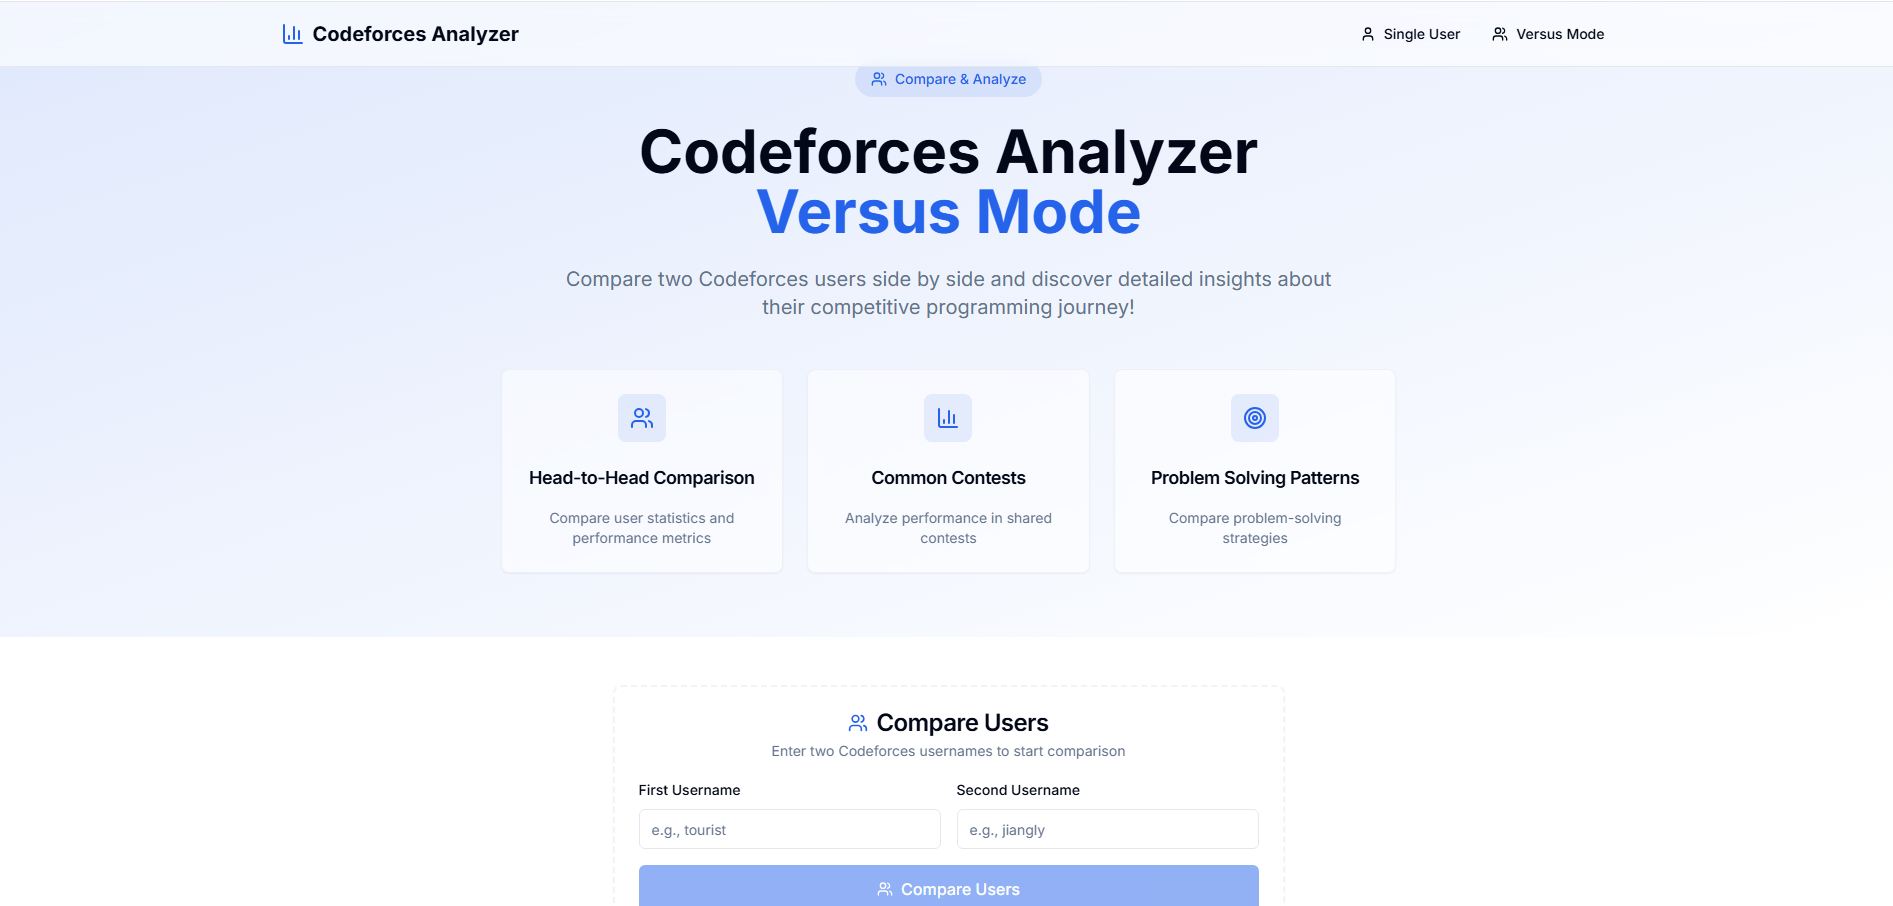 Codeforces Analyzer
Single User
Versus Mode
Compare & Analyze
Codeforces Analyzer
Versus Mode
Compare two Codeforces users side by side and discover detailed insights about
their competitive programming journey!
Head-to-Head Comparison
Compare user statistics and
performance metrics
Common Contests
Analyze performance in shared
contests
Problem Solving Patterns
Compare problem-solving
strategies
Compare Users
Enter two Codeforces usernames to start comparison
First Username
e.g., tourist
Second Username
e.g., jiangly
Compare Users